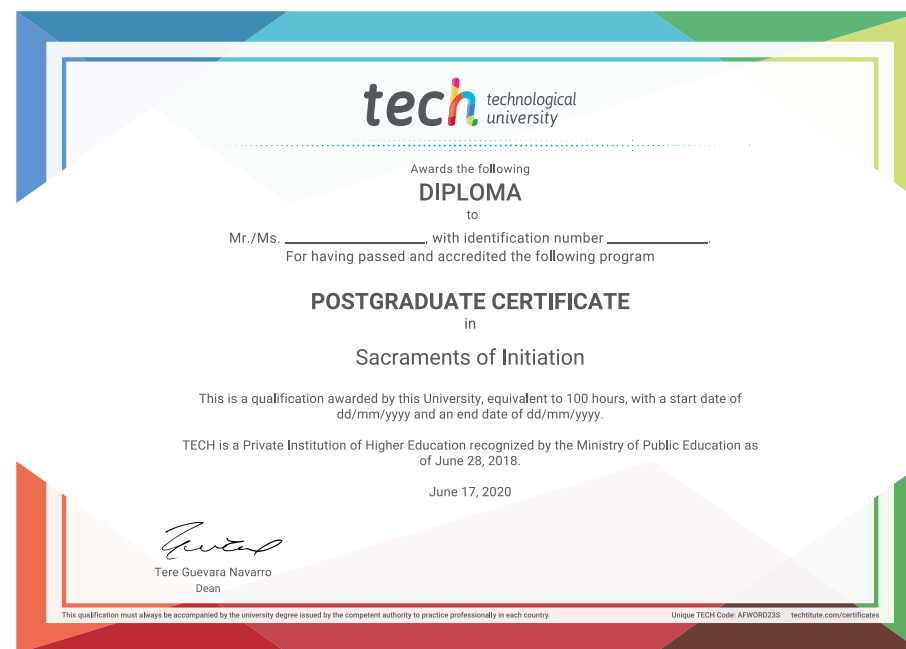 tech technological
university
Awards the following
DIPLOMA
to
Mr./Ms. ____________________, with identification number ______________.
For having passed and accredited the following program
POSTGRADUATE CERTIFICATE
in
Sacraments of Initiation
This is a qualification awarded by this University, equivalent to 100 hours, with a start date of
dd/mm/yyyy and an end date of dd/mm/yyyy.
TECH is a Private Institution of Higher Education recognized by the Ministry of Public Education as
of June 28, 2018.
June 17, 2020
Tere Guevara Navarro
Dean
This qualification must always be accompanied by the university degree issued by the competent authority to practice professionally in each country. Unique TECH Code: AFWORD23S techtitute.com/certificates